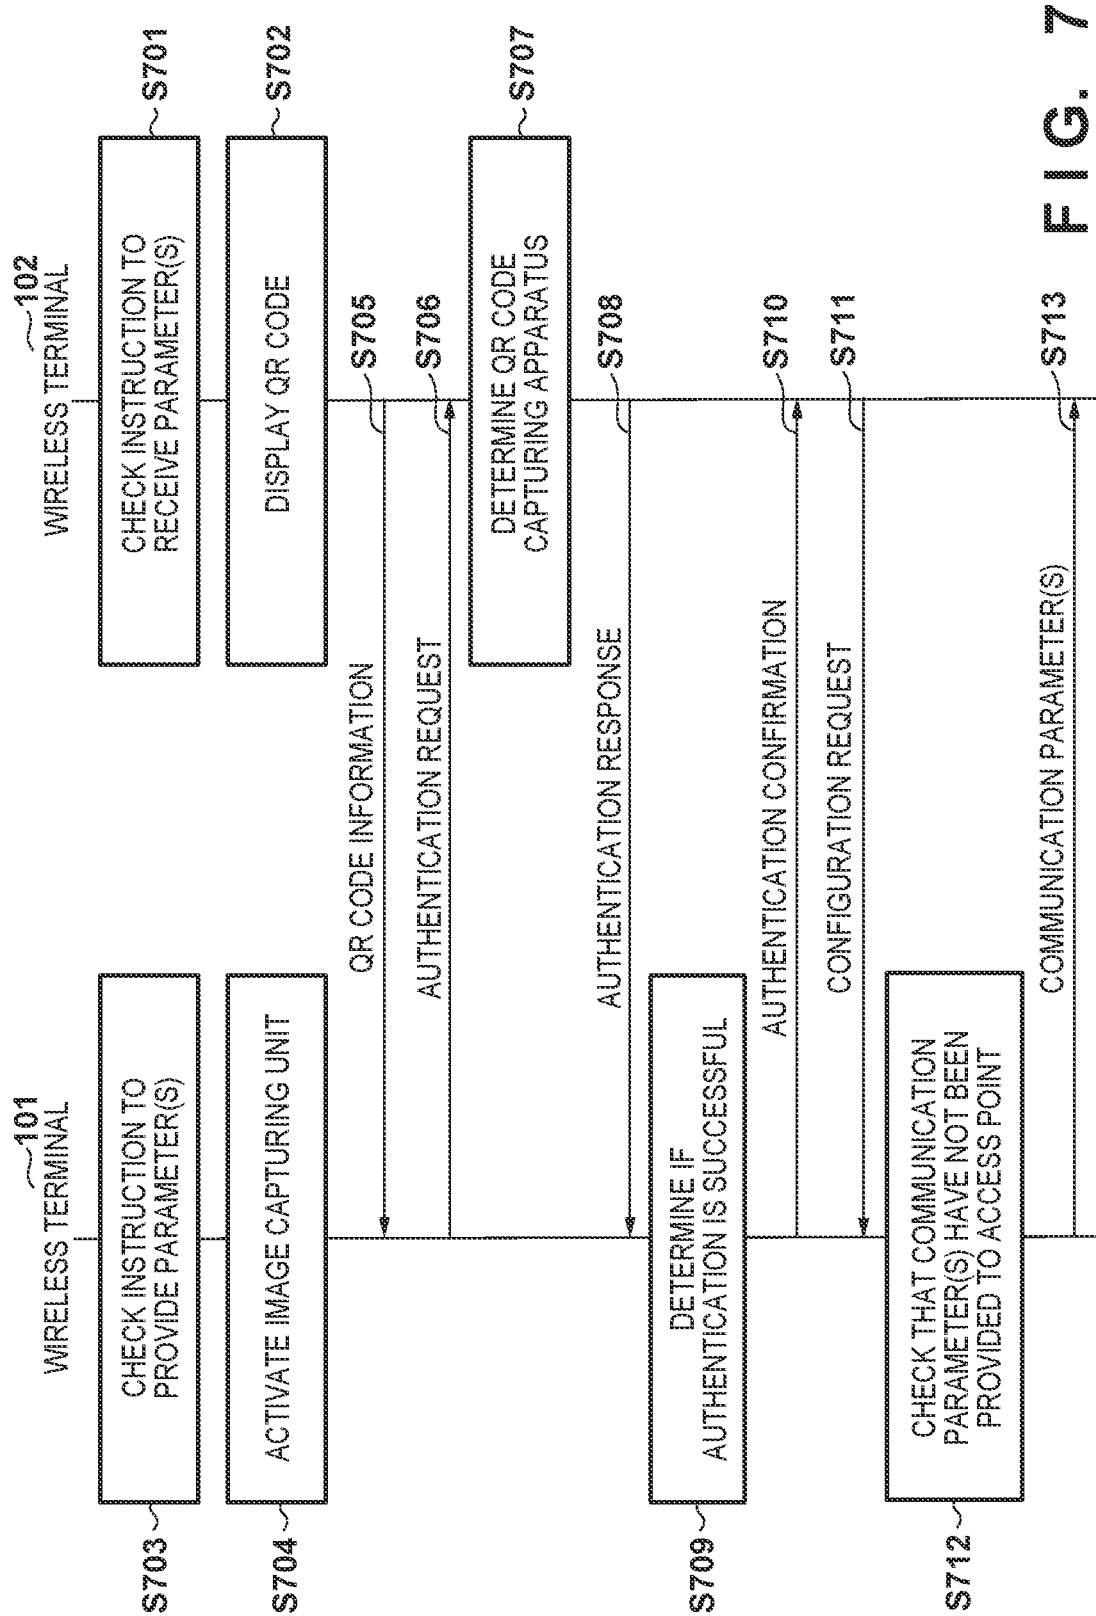 101
WIRELESS TERMINAL
102
WIRELESS TERMINAL
S703
CHECK INSTRUCTION TO
PROVIDE PARAMETER(S)
CHECK INSTRUCTION TO
RECEIVE PARAMETER(S)
S701
S704
ACTIVATE IMAGE CAPTURING UNIT
DISPLAY QR CODE
S702
QR CODE INFORMATION
S705
AUTHENTICATION REQUEST
S706
DETERMINE QR CODE
CAPTURING APPARATUS
S707
AUTHENTICATION RESPONSE
S708
S709
DETERMINE IF
AUTHENTICATION IS SUCCESSFUL
AUTHENTICATION CONFIRMATION
S710
CONFIGURATION REQUEST
S711
S712
CHECK THAT COMMUNICATION
PARAMETER(S) HAVE NOT BEEN
PROVIDED TO ACCESS POINT
COMMUNICATION PARAMETER(S)
S713
FIG. 7